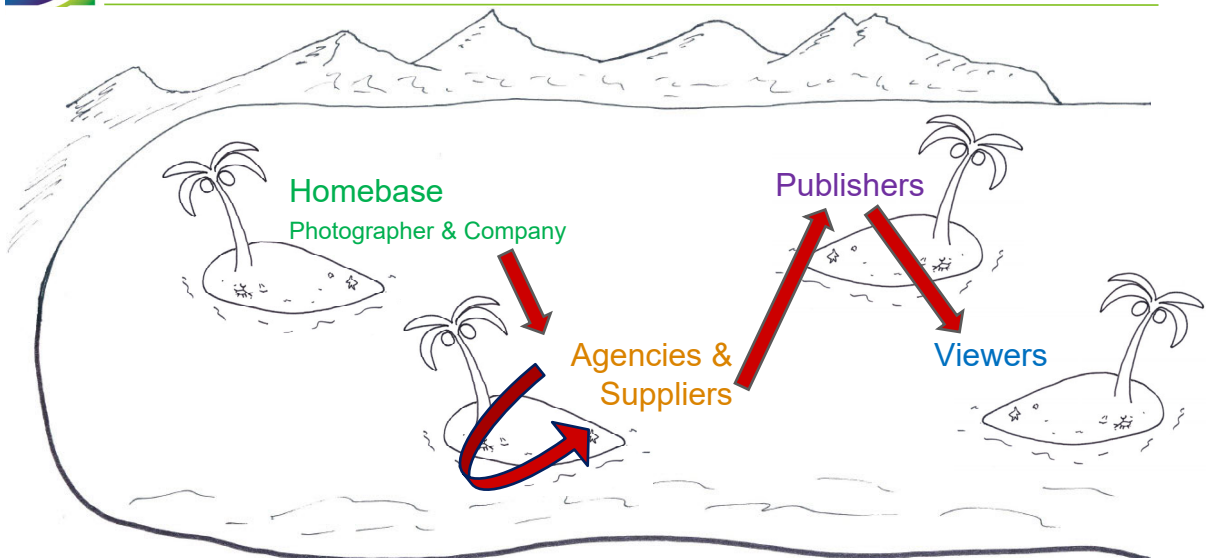 Homebase
Photographer & Company
Publishers
Agencies &
Suppliers
Viewers